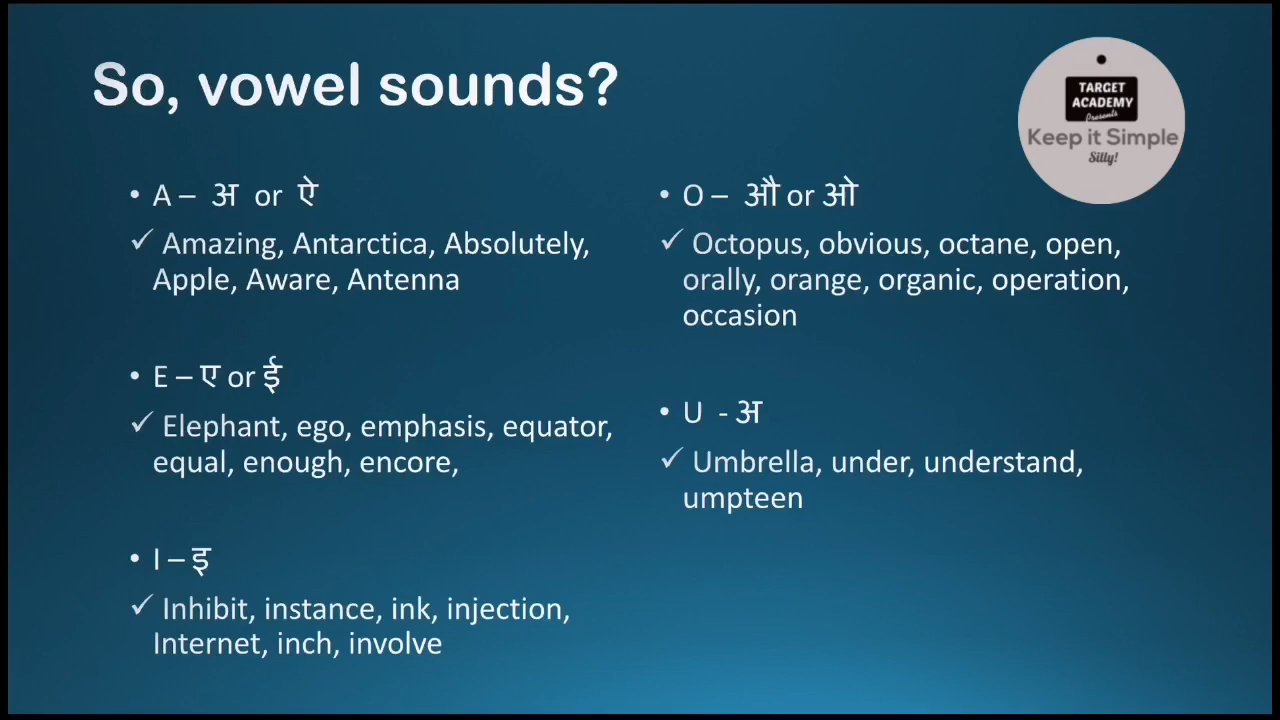 So, vowel sounds?
TARGET
ACADEMY
Presents
Keep it Simple
Silly!
• A – अ or ऐ
✓ Amazing, Antarctica, Absolutely,
Apple, Aware, Antenna
• E – ए or ई
✓ Elephant, ego, emphasis, equator,
equal, enough, encore,
• I – इ
✓ Inhibit, instance, ink, injection,
Internet, inch, involve
• O – औ or ओ
✓ Octopus, obvious, octane, open,
orally, orange, organic, operation,
occasion
• U - अ
✓ Umbrella, under, understand,
umpteen